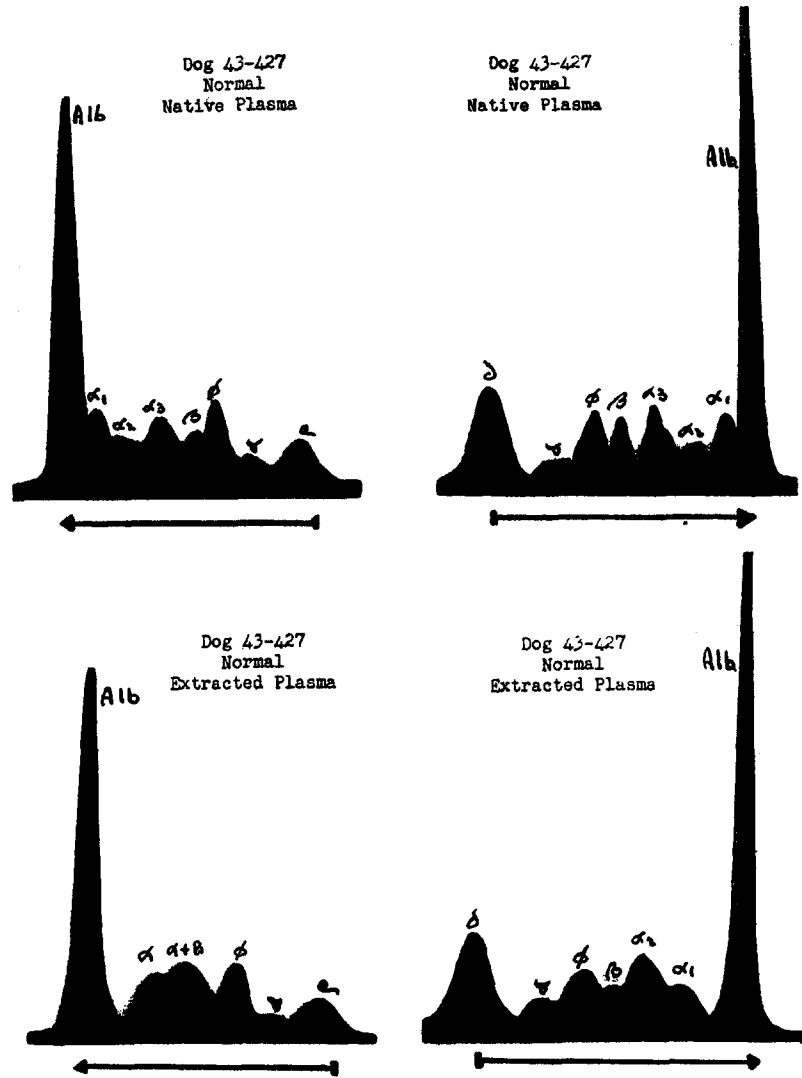 Dog 43-427
Normal
Native Plasma
Alb
α₁
α₂
α₃
β
ϕ
γ
e
Dog 43-427
Normal
Native Plasma
δ
γ
ϕ
β
α₃
α₂
α₁
Alb
Dog 43-427
Normal
Extracted Plasma
Alb
α
α+β
ϕ
γ
e
Dog 43-427
Normal
Extracted Plasma
δ
γ
ϕ
β
α₂
α₁
Alb